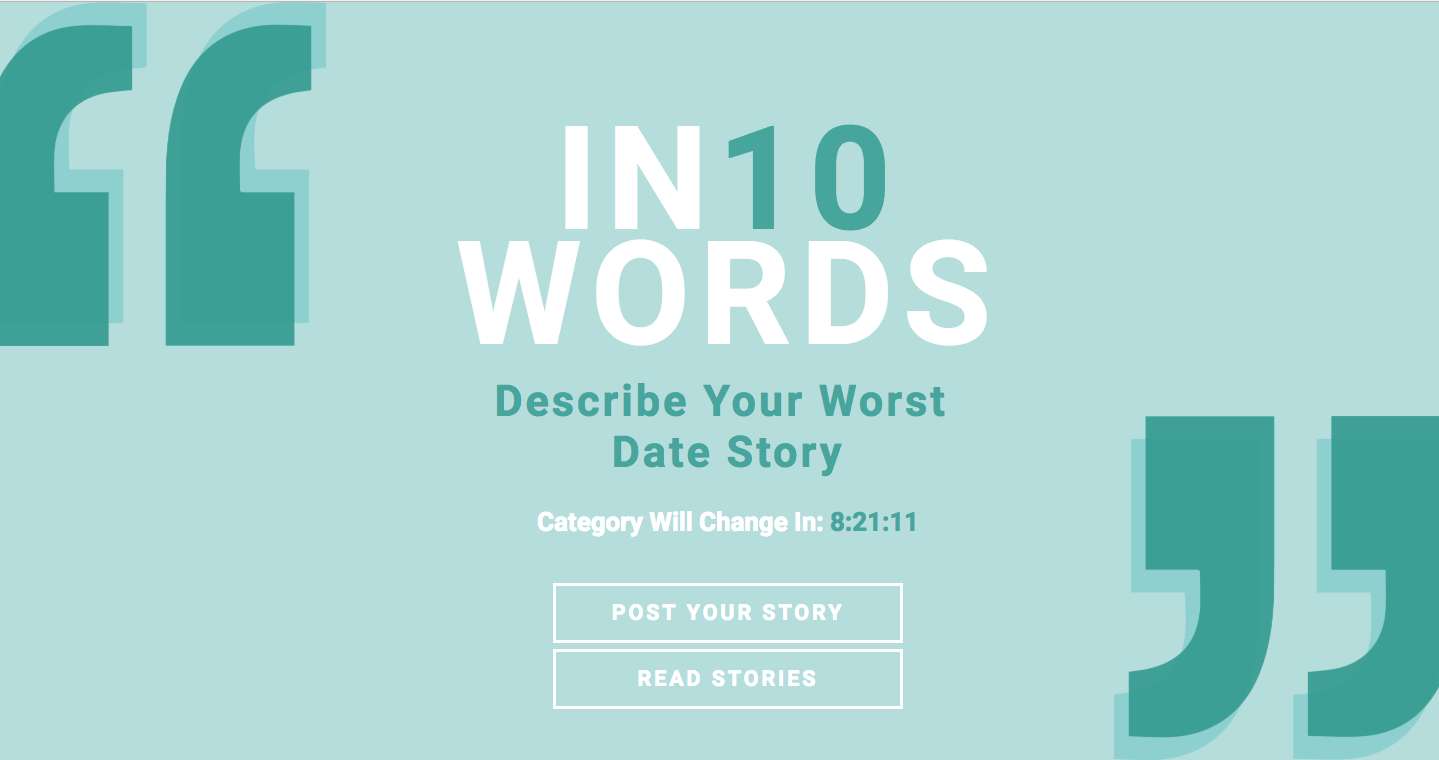 IN10
WORDS
Describe Your Worst
Date Story
Category Will Change In: 8:21:11
POST YOUR STORY
READ STORIES